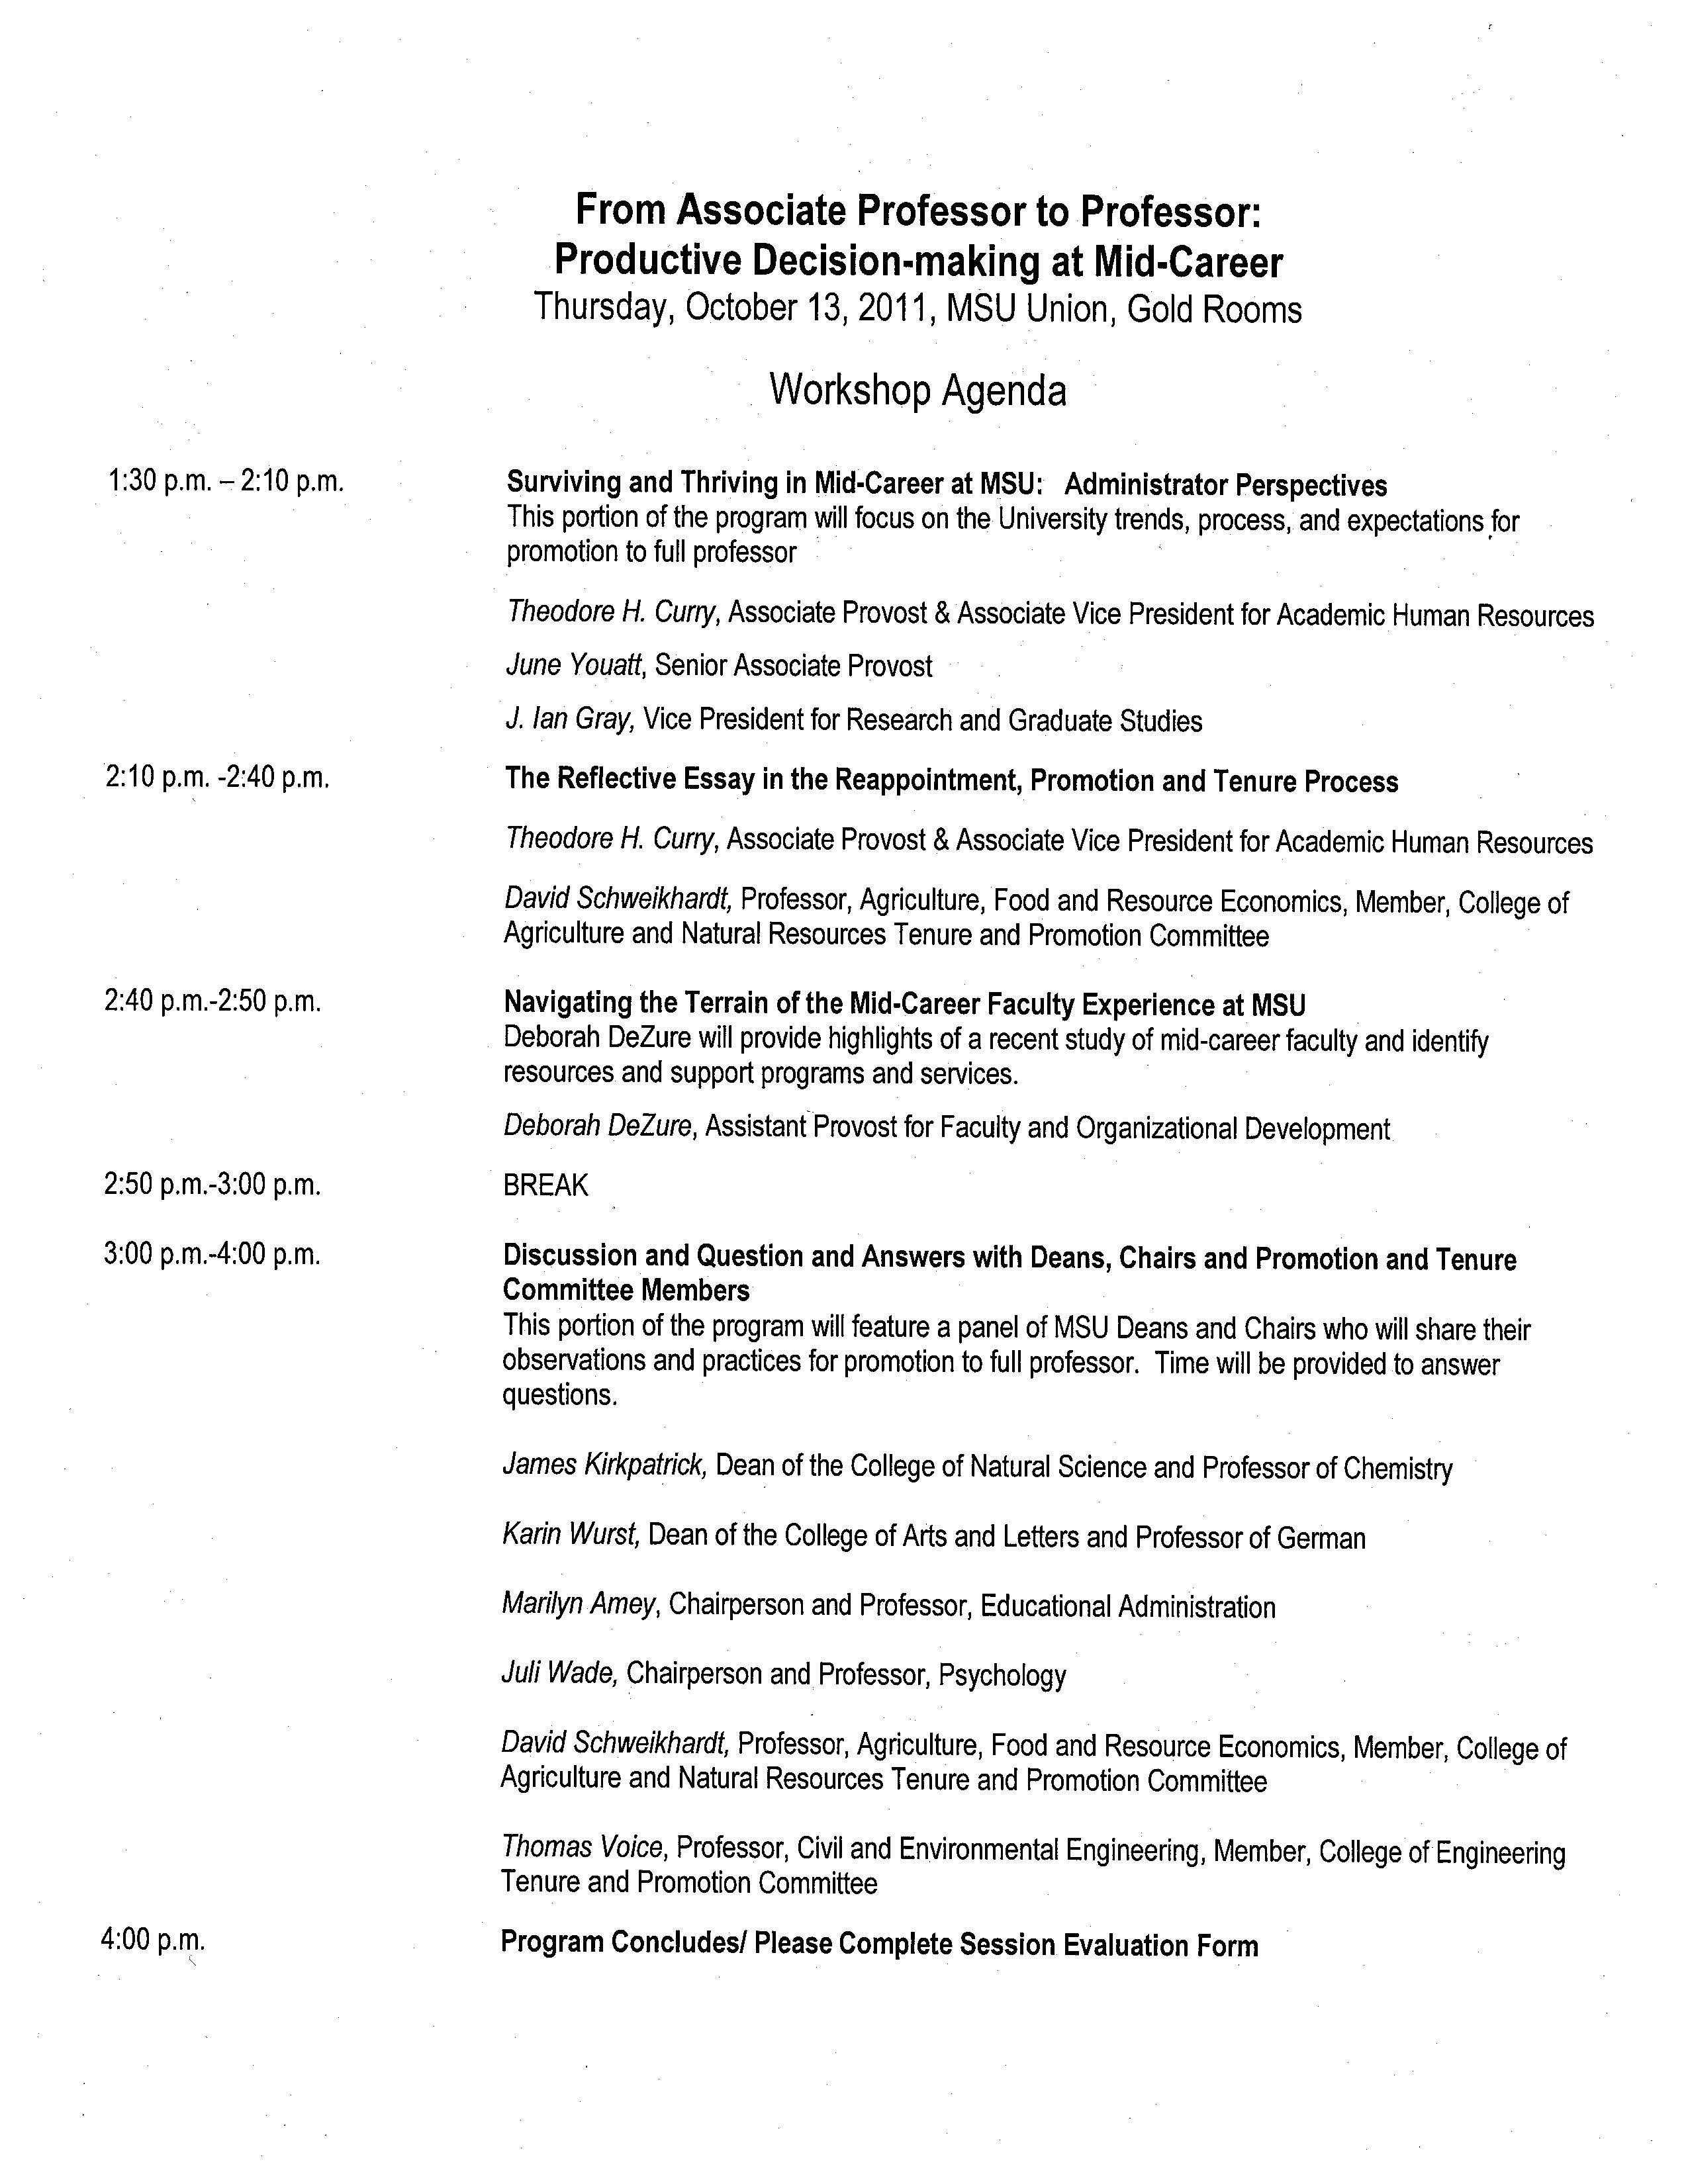 From Associate Professor to Professor:
Productive Decision-making at Mid-Career
Thursday, October 13, 2011, MSU Union, Gold Rooms
Workshop Agenda
1:30 p.m. – 2:10 p.m. Surviving and Thriving in Mid-Career at MSU: Administrator Perspectives
This portion of the program will focus on the University trends, process, and expectations for
promotion to full professor
Theodore H. Curry, Associate Provost & Associate Vice President for Academic Human Resources
June Youatt, Senior Associate Provost
J. Ian Gray, Vice President for Research and Graduate Studies
2:10 p.m. -2:40 p.m. The Reflective Essay in the Reappointment, Promotion and Tenure Process
Theodore H. Curry, Associate Provost & Associate Vice President for Academic Human Resources
David Schweikhardt, Professor, Agriculture, Food and Resource Economics, Member, College of
Agriculture and Natural Resources Tenure and Promotion Committee
2:40 p.m.-2:50 p.m. Navigating the Terrain of the Mid-Career Faculty Experience at MSU
Deborah DeZure will provide highlights of a recent study of mid-career faculty and identify
resources and support programs and services.
Deborah DeZure, Assistant Provost for Faculty and Organizational Development
2:50 p.m.-3:00 p.m. BREAK
3:00 p.m.-4:00 p.m. Discussion and Question and Answers with Deans, Chairs and Promotion and Tenure
Committee Members
This portion of the program will feature a panel of MSU Deans and Chairs who will share their
observations and practices for promotion to full professor. Time will be provided to answer
questions.
James Kirkpatrick, Dean of the College of Natural Science and Professor of Chemistry
Karin Wurst, Dean of the College of Arts and Letters and Professor of German
Marilyn Amey, Chairperson and Professor, Educational Administration
Juli Wade, Chairperson and Professor, Psychology
David Schweikhardt, Professor, Agriculture, Food and Resource Economics, Member, College of
Agriculture and Natural Resources Tenure and Promotion Committee
Thomas Voice, Professor, Civil and Environmental Engineering, Member, College of Engineering
Tenure and Promotion Committee
4:00 p.m. Program Concludes/ Please Complete Session Evaluation Form